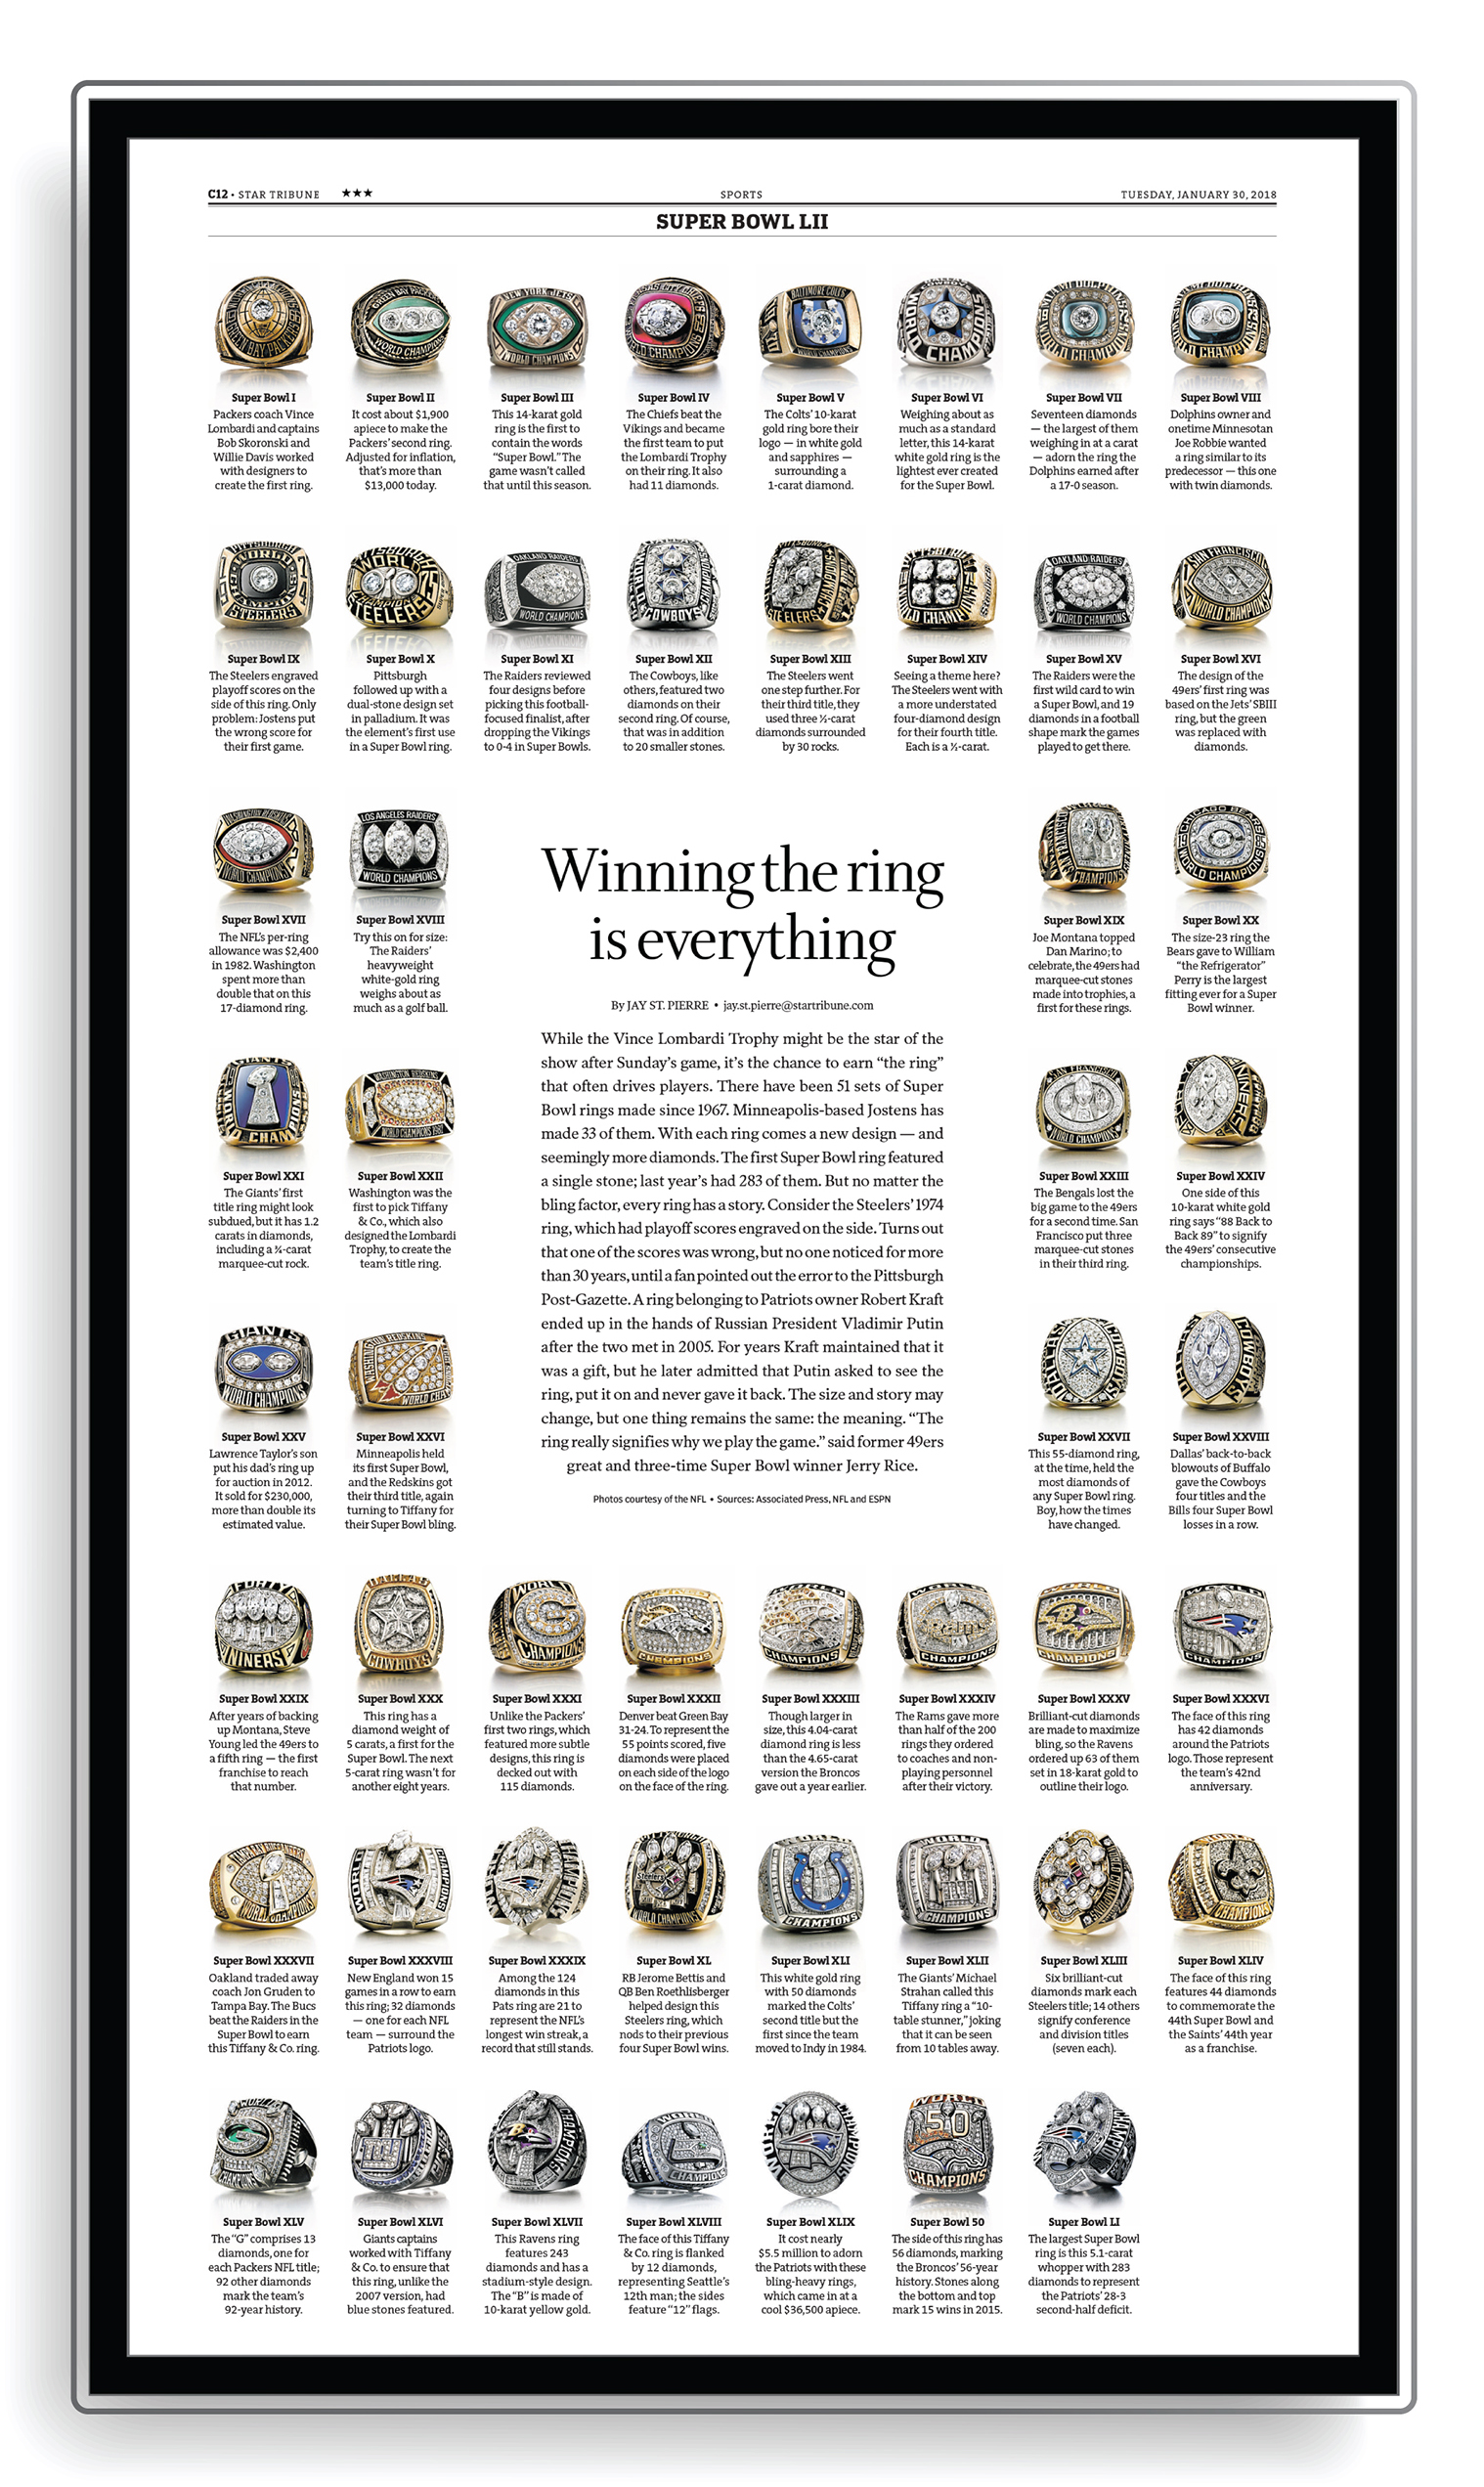 C12 • STAR TRIBUNE ★★★ SPORTS TUESDAY, JANUARY 30, 2018
SUPER BOWL LII
Super Bowl I
Packers coach Vince
Lombardi and captains
Bob Skoronski and
Willie Davis worked
with designers to
create the first ring.
Super Bowl II
It cost about $1,900
apiece to make the
Packers' second ring.
Adjusted for inflation,
that's more than
$13,000 today.
Super Bowl III
This 14-karat gold
ring is the first to
contain the words
“Super Bowl.” The
game wasn't called
that until this season.
Super Bowl IV
The Chiefs beat the
Vikings and became
the first team to put
the Lombardi Trophy
on their ring. It also
had 11 diamonds.
Super Bowl V
The Colts' 10-karat
gold ring bore their
logo — in white gold
and sapphires —
surrounding a
1-carat diamond.
Super Bowl VI
Weighing about as
much as a standard
letter, this 14-karat
white gold ring is the
lightest ever created
for the Super Bowl.
Super Bowl VII
Seventeen diamonds
— the largest of them
weighing in at a carat
— adorn the ring the
Dolphins earned after
a 17-0 season.
Super Bowl VIII
Dolphins owner and
onetime Minnesotan
Joe Robbie wanted
a ring similar to its
predecessor — this one
with twin diamonds.
Super Bowl IX
The Steelers engraved
playoff scores on the
side of this ring. Only
problem: Jostens put
the wrong score for
their first game.
Super Bowl X
Pittsburgh
followed up with a
dual-stone design set
in palladium. It was
the element's first use
in a Super Bowl ring.
Super Bowl XI
The Raiders reviewed
four designs before
picking this football-
focused finalist, after
dropping the Vikings
to 0-4 in Super Bowls.
Super Bowl XII
The Cowboys, like
others, featured two
diamonds on their
second ring. Of course,
that was in addition
to 20 smaller stones.
Super Bowl XIII
The Steelers went
one step further. For
their third title, they
used three ½-carat
diamonds surrounded
by 30 rocks.
Super Bowl XIV
Seeing a theme here?
The Steelers went with
a more understated
four-diamond design
for their fourth title.
Each is a ½-carat.
Super Bowl XV
The Raiders were the
first wild card to win
a Super Bowl, and 19
diamonds in a football
shape mark the games
played to get there.
Super Bowl XVI
The design of the
49ers' first ring was
based on the Jets' SBIII
ring, but the green
was replaced with
diamonds.
Super Bowl XVII
The NFL's per-ring
allowance was $2,400
in 1982. Washington
spent more than
double that on this
17-diamond ring.
Super Bowl XVIII
Try this on for size:
The Raiders'
heavyweight
white-gold ring
weighs about as
much as a golf ball.
Super Bowl XIX
Joe Montana topped
Dan Marino; to
celebrate, the 49ers had
marquee-cut stones
made into trophies, a
first for these rings.
Super Bowl XX
The size-23 ring the
Bears gave to William
“the Refrigerator”
Perry is the largest
fitting ever for a Super
Bowl winner.
Super Bowl XXI
The Giants' first
title ring might look
subdued, but it has 1.2
carats in diamonds,
including a ¾-carat
marquee-cut rock.
Super Bowl XXII
Washington was the
first to pick Tiffany
& Co., which also
designed the Lombardi
Trophy, to create the
team's title ring.
Super Bowl XXIII
The Bengals lost the
big game to the 49ers
for a second time. San
Francisco put three
marquee-cut stones
in their third ring.
Super Bowl XXIV
One side of this
10-karat white gold
ring says “88 Back to
Back 89” to signify
the 49ers' consecutive
championships.
Super Bowl XXV
Lawrence Taylor's son
put his dad's ring up
for auction in 2012.
It sold for $230,000,
more than double its
estimated value.
Super Bowl XXVI
Minneapolis held
its first Super Bowl,
and the Redskins got
their third title, again
turning to Tiffany for
their Super Bowl bling.
Super Bowl XXVII
This 55-diamond ring,
at the time, held the
most diamonds of
any Super Bowl ring.
Boy, how the times
have changed.
Super Bowl XXVIII
Dallas' back-to-back
blowouts of Buffalo
gave the Cowboys
four titles and the
Bills four Super Bowl
losses in a row.
Winning the ring
is everything
By JAY ST. PIERRE • jay.st.pierre@startribune.com
While the Vince Lombardi Trophy might be the star of the
show after Sunday's game, it's the chance to earn “the ring”
that often drives players. There have been 51 sets of Super
Bowl rings made since 1967. Minneapolis-based Jostens has
made 33 of them. With each ring comes a new design — and
seemingly more diamonds. The first Super Bowl ring featured
a single stone; last year's had 283 of them. But no matter the
bling factor, every ring has a story. Consider the Steelers' 1974
ring, which had playoff scores engraved on the side. Turns out
that one of the scores was wrong, but no one noticed for more
than 30 years, until a fan pointed out the error to the Pittsburgh
Post-Gazette. A ring belonging to Patriots owner Robert Kraft
ended up in the hands of Russian President Vladimir Putin
after the two met in 2005. For years Kraft maintained that it
was a gift, but he later admitted that Putin asked to see the
ring, put it on and never gave it back. The size and story may
change, but one thing remains the same: the meaning. “The
ring really signifies why we play the game.” said former 49ers
great and three-time Super Bowl winner Jerry Rice.
Photos courtesy of the NFL • Sources: Associated Press, NFL and ESPN
Super Bowl XXIX
After years of backing
up Montana, Steve
Young led the 49ers to
a fifth ring — the first
franchise to reach
that number.
Super Bowl XXX
This ring has a
diamond weight of
5 carats, a first for the
Super Bowl. The next
5-carat ring wasn't for
another eight years.
Super Bowl XXXI
Unlike the Packers'
first two rings, which
featured more subtle
designs, this ring is
decked out with
115 diamonds.
Super Bowl XXXII
Denver beat Green Bay
31-24. To represent the
55 points scored, five
diamonds were placed
on each side of the logo
on the face of the ring.
Super Bowl XXXIII
Though larger in
size, this 4.04-carat
diamond ring is less
than the 4.65-carat
version the Broncos
gave out a year earlier.
Super Bowl XXXIV
The Rams gave more
than half of the 200
rings they ordered
to coaches and non-
playing personnel
after their victory.
Super Bowl XXXV
Brilliant-cut diamonds
are made to maximize
bling, so the Ravens
ordered up 63 of them
set in 18-karat gold to
outline their logo.
Super Bowl XXXVI
The face of this ring
has 42 diamonds
around the Patriots
logo. Those represent
the team's 42nd
anniversary.
Super Bowl XXXVII
Oakland traded away
coach Jon Gruden to
Tampa Bay. The Bucs
beat the Raiders in the
Super Bowl to earn
this Tiffany & Co. ring.
Super Bowl XXXVIII
New England won 15
games in a row to earn
this ring; 32 diamonds
— one for each NFL
team — surround the
Patriots logo.
Super Bowl XXXIX
Among the 124
diamonds in this
Pats ring are 21 to
represent the NFL's
longest win streak, a
record that still stands.
Super Bowl XL
RB Jerome Bettis and
QB Ben Roethlisberger
helped design this
Steelers ring, which
nods to their previous
four Super Bowl wins.
Super Bowl XLI
This white gold ring
with 50 diamonds
marked the Colts'
second title but the
first since the team
moved to Indy in 1984.
Super Bowl XLII
The Giants' Michael
Strahan called this
Tiffany ring a “10-
table stunner,” joking
that it can be seen
from 10 tables away.
Super Bowl XLIII
Six brilliant-cut
diamonds mark each
Steelers title; 14 others
signify conference
and division titles
(seven each).
Super Bowl XLIV
The face of this ring
features 44 diamonds
to commemorate the
44th Super Bowl and
the Saints' 44th year
as a franchise.
Super Bowl XLV
The “G” comprises 13
diamonds, one for
each Packers NFL title;
92 other diamonds
mark the team's
92-year history.
Super Bowl XLVI
Giants captains
worked with Tiffany
& Co. to ensure that
this ring, unlike the
2007 version, had
blue stones featured.
Super Bowl XLVII
This Ravens ring
features 243
diamonds and has a
stadium-style design.
The “B” is made of
10-karat yellow gold.
Super Bowl XLVIII
The face of this Tiffany
& Co. ring is flanked
by 12 diamonds,
representing Seattle's
12th man; the sides
feature “12” flags.
Super Bowl XLIX
It cost nearly
$5.5 million to adorn
the Patriots with these
bling-heavy rings,
which came in at a
cool $36,500 apiece.
Super Bowl 50
The side of this ring has
56 diamonds, marking
the Broncos' 56-year
history. Stones along
the bottom and top
mark 15 wins in 2015.
Super Bowl LI
The largest Super Bowl
ring is this 5.1-carat
whopper with 283
diamonds to represent
the Patriots' 28-3
second-half deficit.